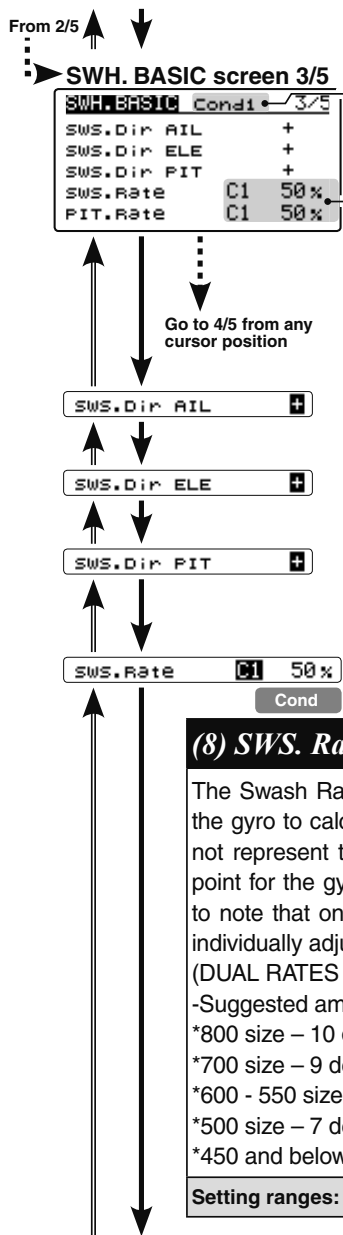 From 2/5
SWH. BASIC screen 3/5
SWH.BASIC Cond1 3/5
SWS.Dir AIL +
SWS.Dir ELE +
SWS.Dir PIT +
SWS.Rate C1 50%
PIT.Rate C1 50%
Go to 4/5 from any
cursor position
SWS.Dir AIL +
SWS.Dir ELE +
SWS.Dir PIT +
SWS.Rate C1 50%
Cond
(8) SWS. Ra
The Swash Ra
the gyro to calc
not represent t
point for the gy
to note that on
individually adju
(DUAL RATES
-Suggested am
*800 size – 10
*700 size – 9 de
*600 - 550 size
*500 size – 7 de
*450 and below
Setting ranges: